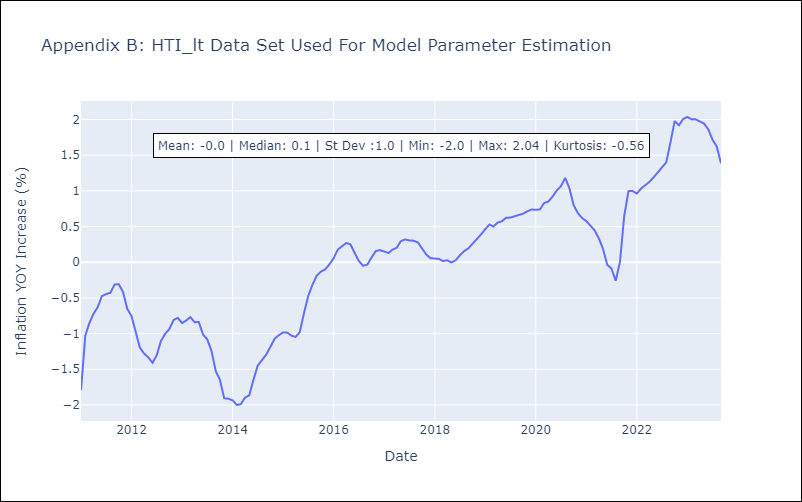 Appendix B: HTI_lt Data Set Used For Model Parameter Estimation
Mean: -0.0 | Median: 0.1 | St Dev :1.0 | Min: -2.0 | Max: 2.04 | Kurtosis: -0.56
Inflation YOY Increase (%)
2
1.5
1
0.5
0
−0.5
−1
−1.5
−2
2012 2014 2016 2018 2020 2022
Date